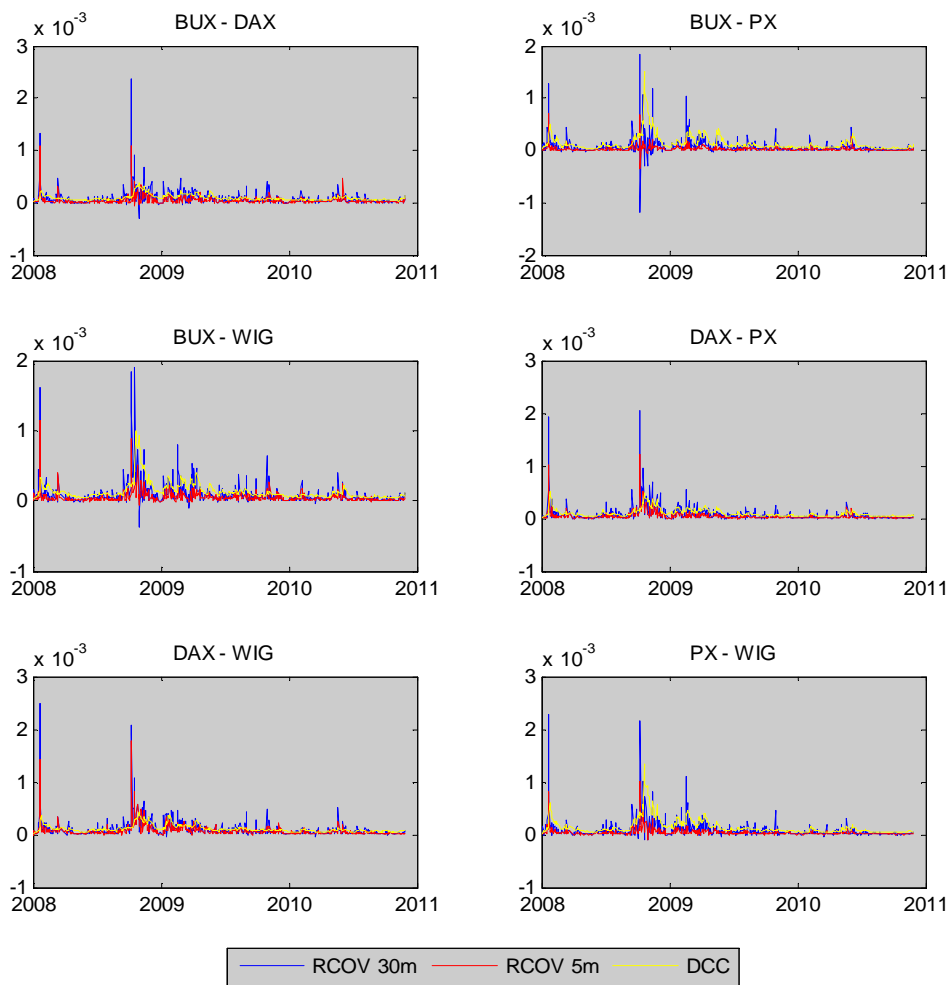 BUX - DAX
x 10-3
3
2
1
0
-1
2008 2009 2010 2011
BUX - PX
x 10-3
2
1
0
-1
-2
2008 2009 2010 2011
BUX - WIG
x 10-3
2
1
0
-1
2008 2009 2010 2011
DAX - PX
x 10-3
3
2
1
0
-1
2008 2009 2010 2011
DAX - WIG
x 10-3
3
2
1
0
-1
2008 2009 2010 2011
PX - WIG
x 10-3
3
2
1
0
-1
2008 2009 2010 2011
RCOV 30m RCOV 5m DCC